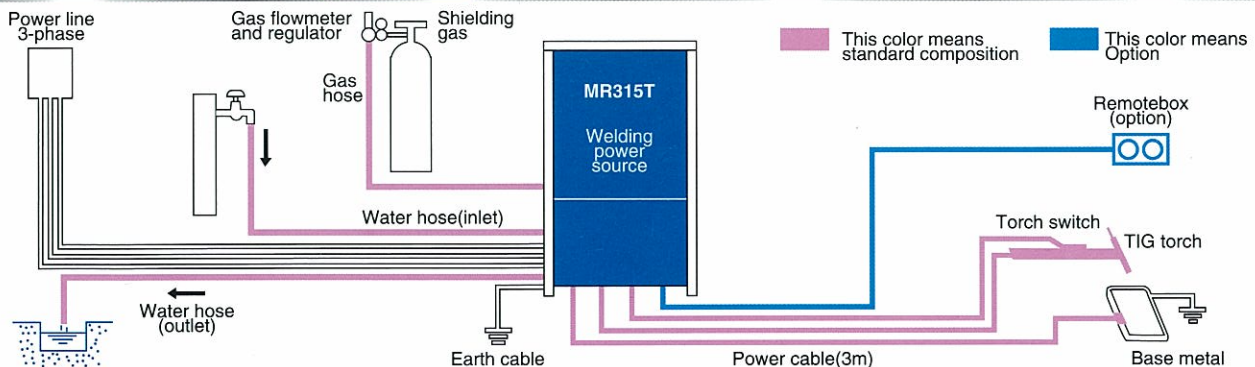 Power line
3-phase
Gas flowmeter
and regulator
Shielding
gas
This color means
standard composition
This color means
Option
Gas
hose
MR315T
Welding
power
source
Remotebox
(option)
Water hose(inlet)
Torch switch
TIG torch
Water hose
(outlet)
Earth cable
Power cable(3m)
Base metal